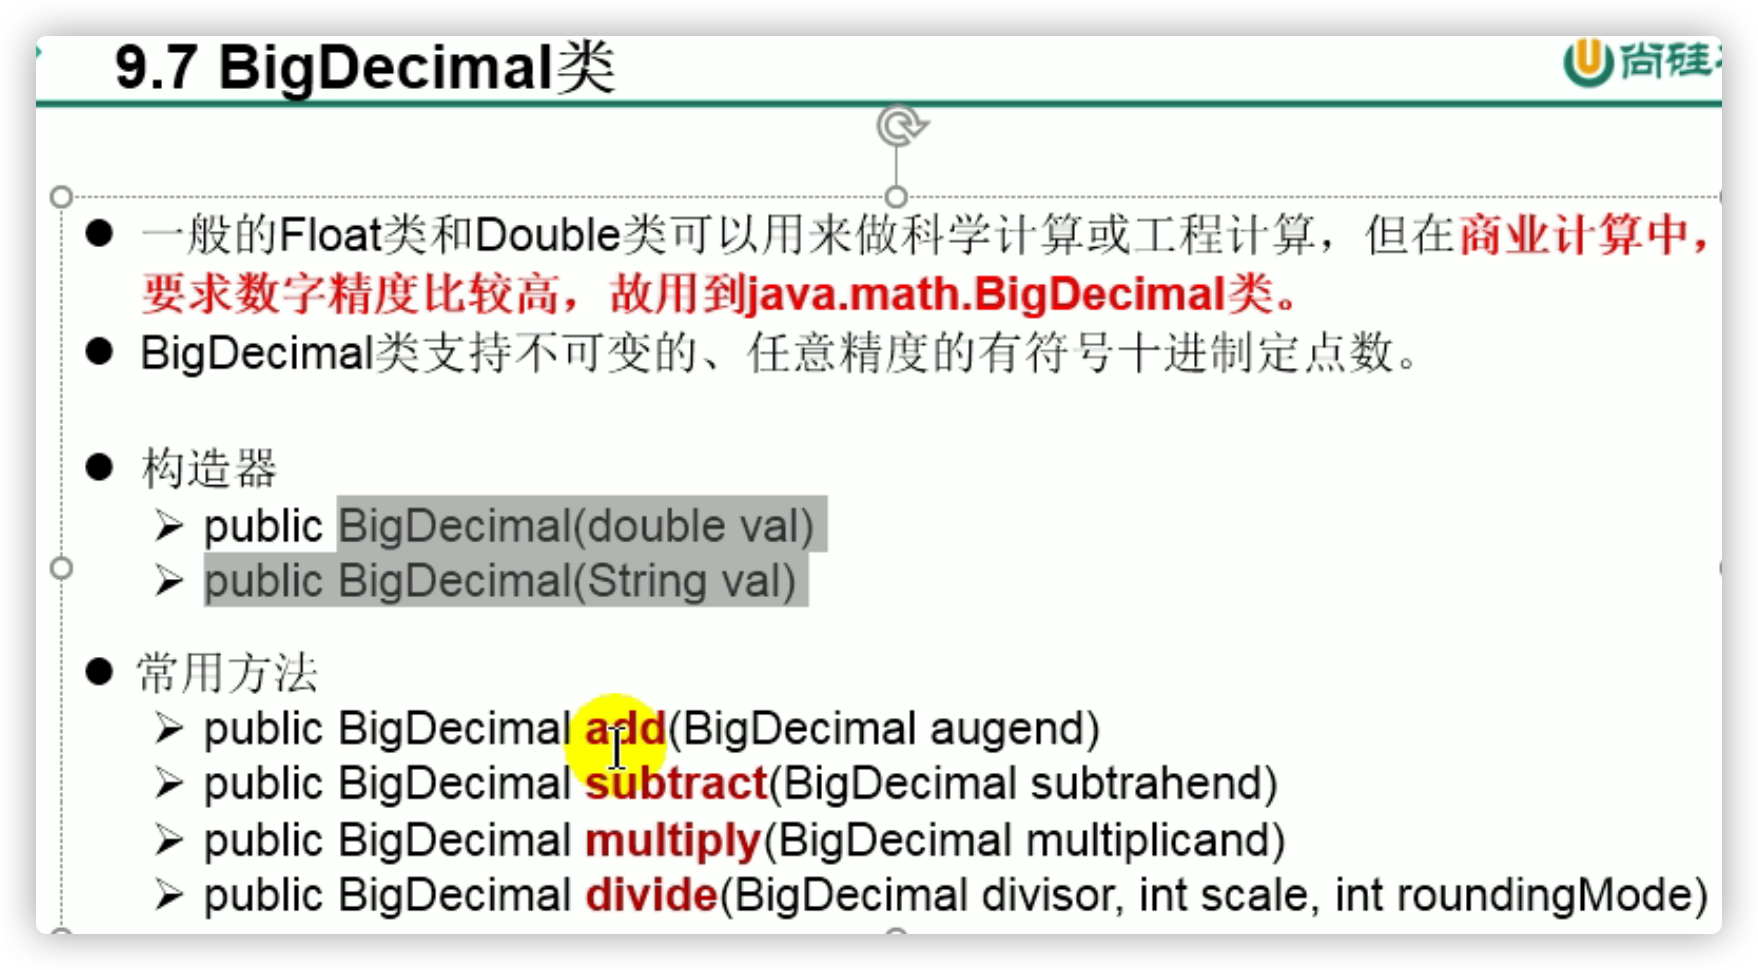 9.7 BigDecimal类
尚硅
一般的Float类和Double类可以用来做科学计算或工程计算，但在商业计算中，
要求数字精度比较高，故用到java.math.BigDecimal类。
BigDecimal类支持不可变的、任意精度的有符号十进制定点数。
构造器
public BigDecimal(double val)
public BigDecimal(String val)
常用方法
public BigDecimal add(BigDecimal augend)
public BigDecimal subtract(BigDecimal subtrahend)
public BigDecimal multiply(BigDecimal multiplicand)
public BigDecimal divide(BigDecimal divisor, int scale, int roundingMode)